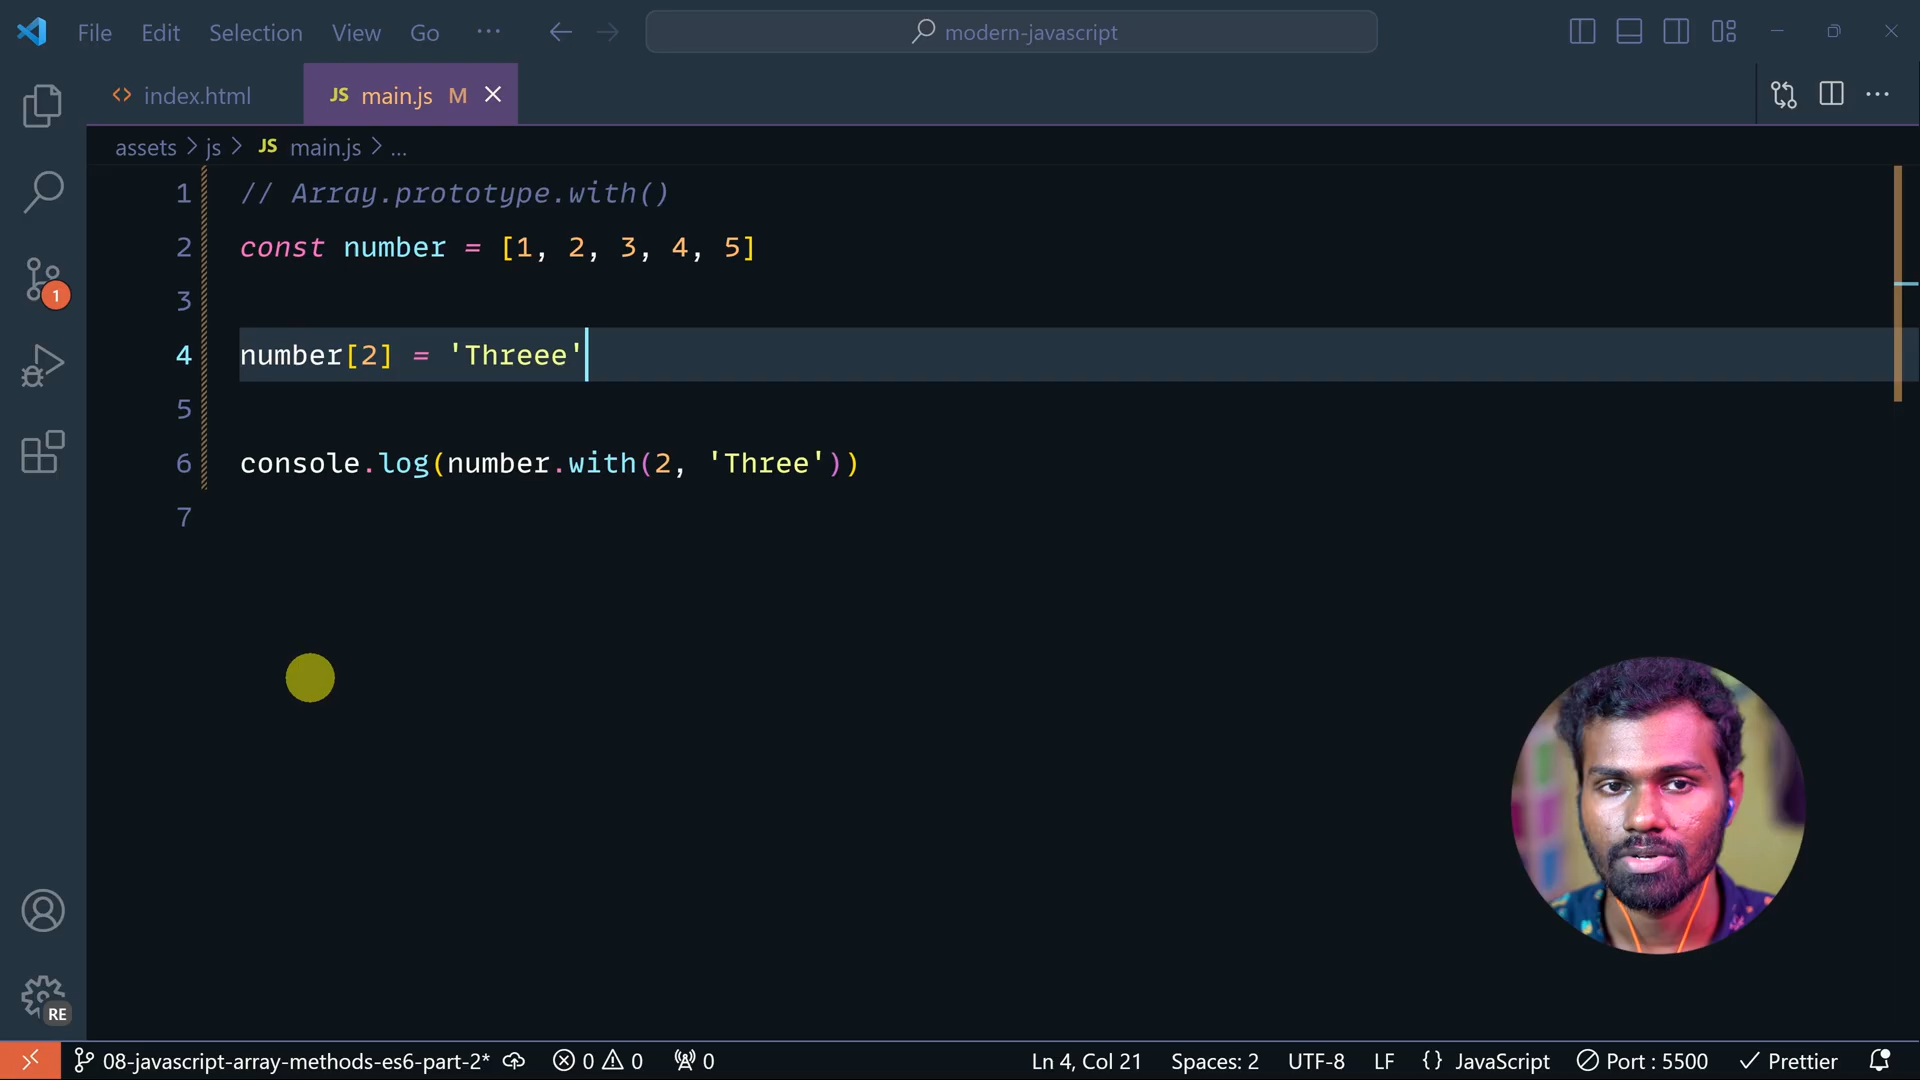 File Edit Selection View Go ... modern-javascript
index.html JS main.js M
assets > js > JS main.js > ...
1 // Array.prototype.with()
2 const number = [1, 2, 3, 4, 5]
3
4 number[2] = 'Threee'
5
6 console.log(number.with(2, 'Three'))
7
1
RE
08-javascript-array-methods-es6-part-2* 0 0 0 Ln 4, Col 21 Spaces: 2 UTF-8 LF {} JavaScript Port : 5500 Prettier